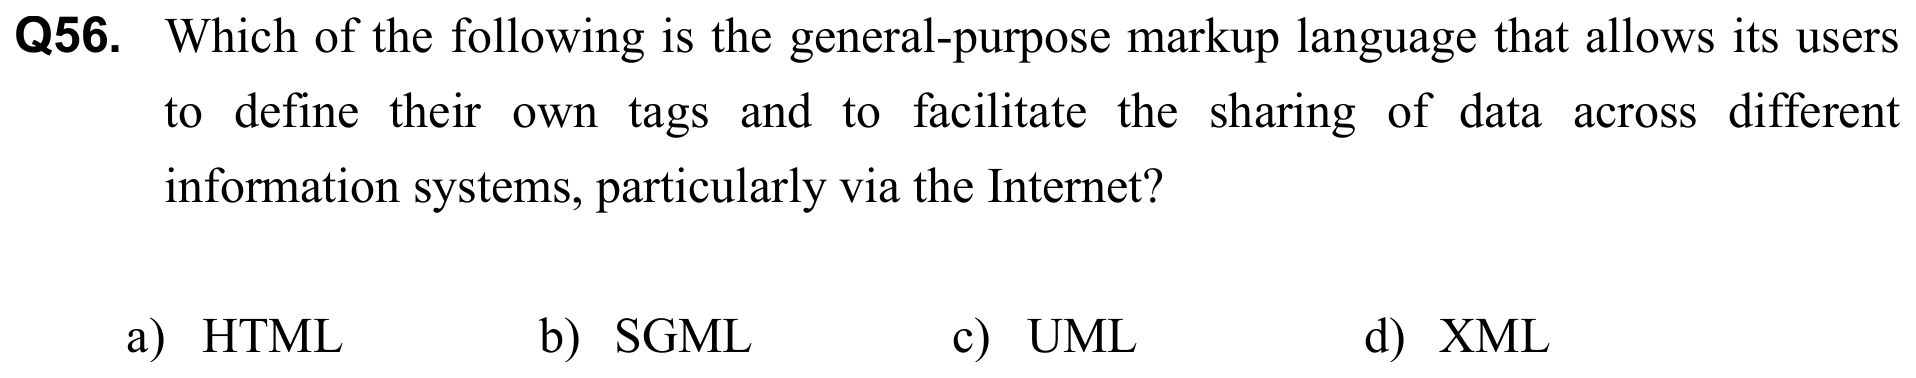 Q56. Which of the following is the general-purpose markup language that allows its users
to define their own tags and to facilitate the sharing of data across different
information systems, particularly via the Internet?
a) HTML b) SGML c) UML d) XML